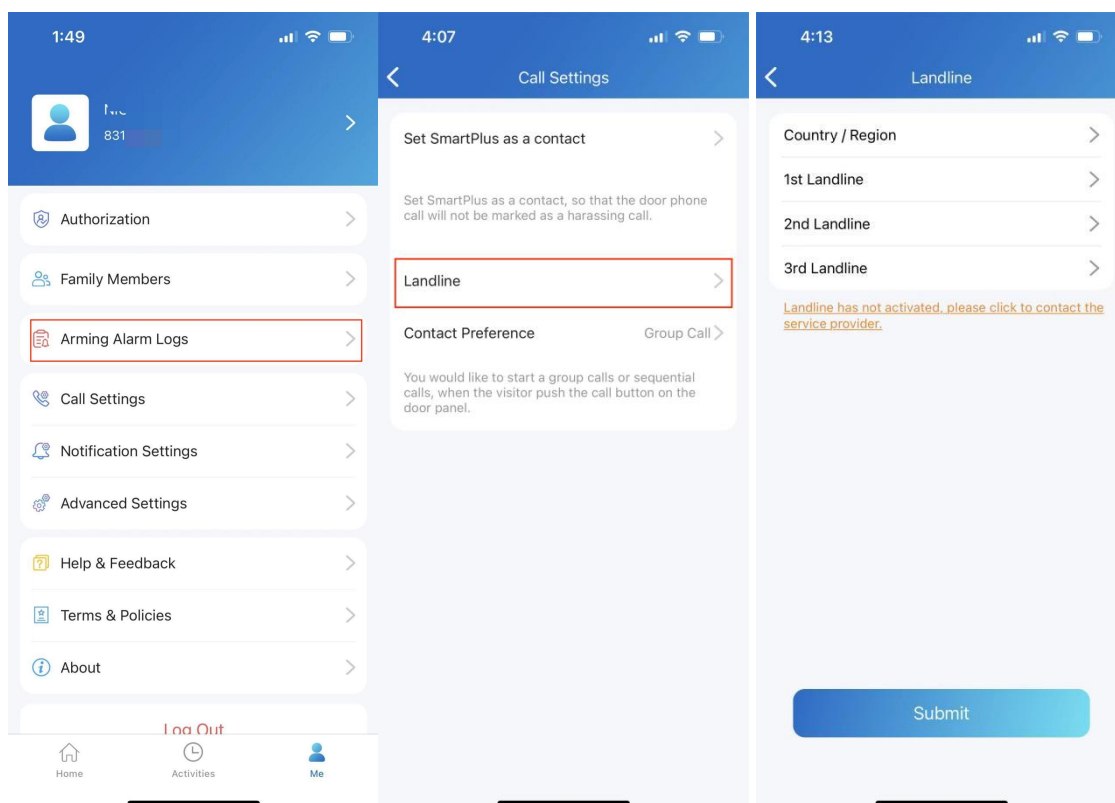 1:49
831
Authorization
Family Members
Arming Alarm Logs
Call Settings
Notification Settings
Advanced Settings
Help & Feedback
Terms & Policies
About
Log Out
Home
Activities
Me
4:07
Call Settings
Set SmartPlus as a contact
Set SmartPlus as a contact, so that the door phone
call will not be marked as a harassing call.
Landline
Contact Preference
Group Call
You would like to start a group calls or sequential
calls, when the visitor push the call button on the
door panel.
4:13
Landline
Country / Region
1st Landline
2nd Landline
3rd Landline
Landline has not activated, please click to contact the
service provider.
Submit